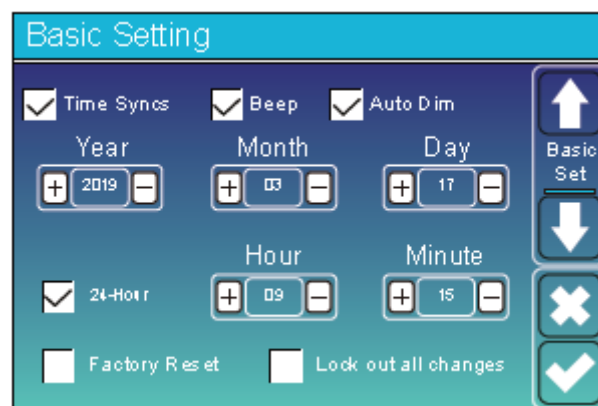 Basic Setting
Time Syncs Beep Auto Dim
Year Month Day
+ 2019 − + 03 − + 17 −
Basic
Set
Hour Minute
24-Hour + 09 − + 15 −
Factory Reset Lock out all changes